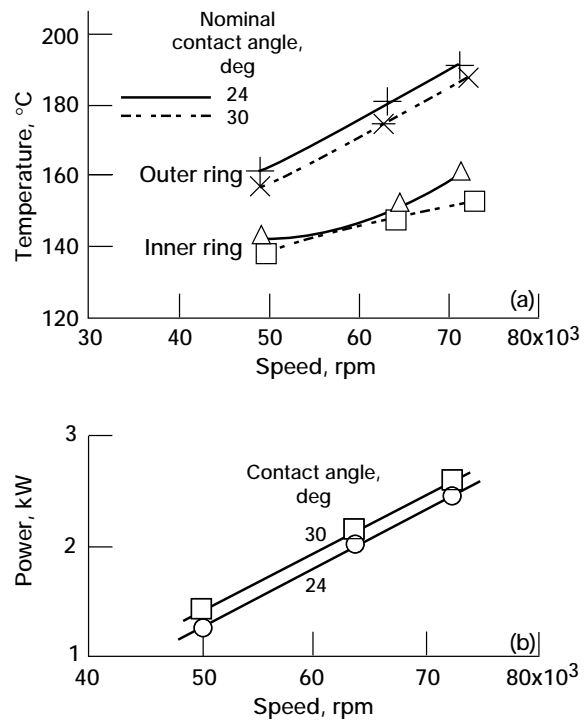 Nominal
contact angle,
deg
24
30
Outer ring
Inner ring
(a)
Temperature, °C
200
180
160
140
120
30
40
50
60
70
80x10³
Speed, rpm
Contact angle,
deg
30
24
(b)
Power, kW
3
2
1
40
50
60
70
80x10³
Speed, rpm